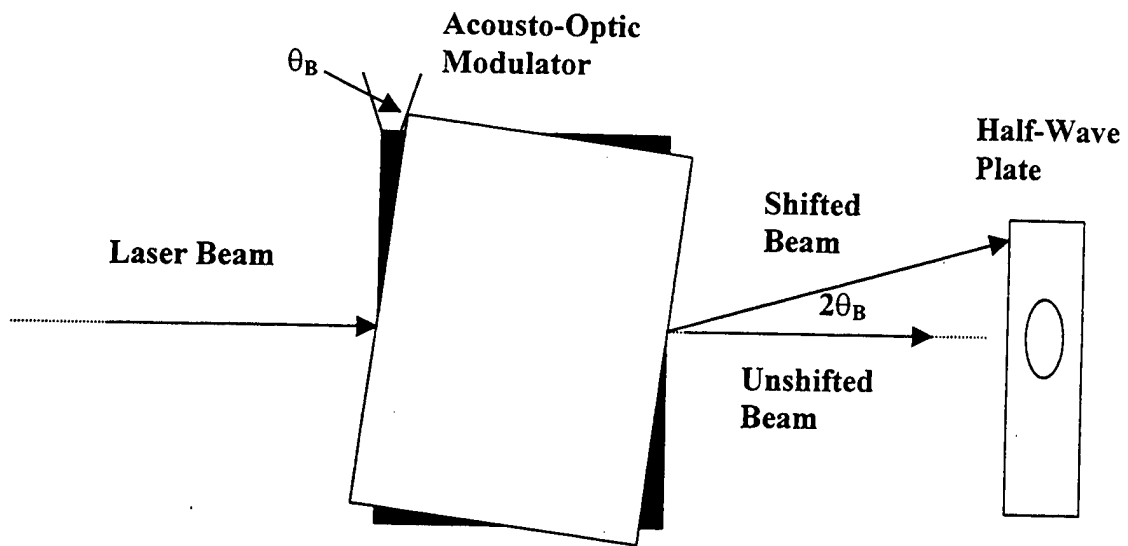 Acousto-Optic
Modulator
θB
Half-Wave
Plate
Shifted
Beam
Laser Beam
2θB
Unshifted
Beam